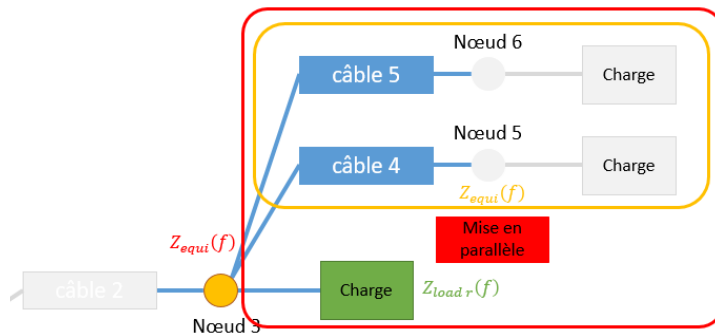 Nœud 6
câble 5
Charge
Nœud 5
câble 4
Charge
Z_equi(f)
Z_equi(f)
Mise en
parallèle
câble 2
Charge
Z_load r(f)
Nœud 3